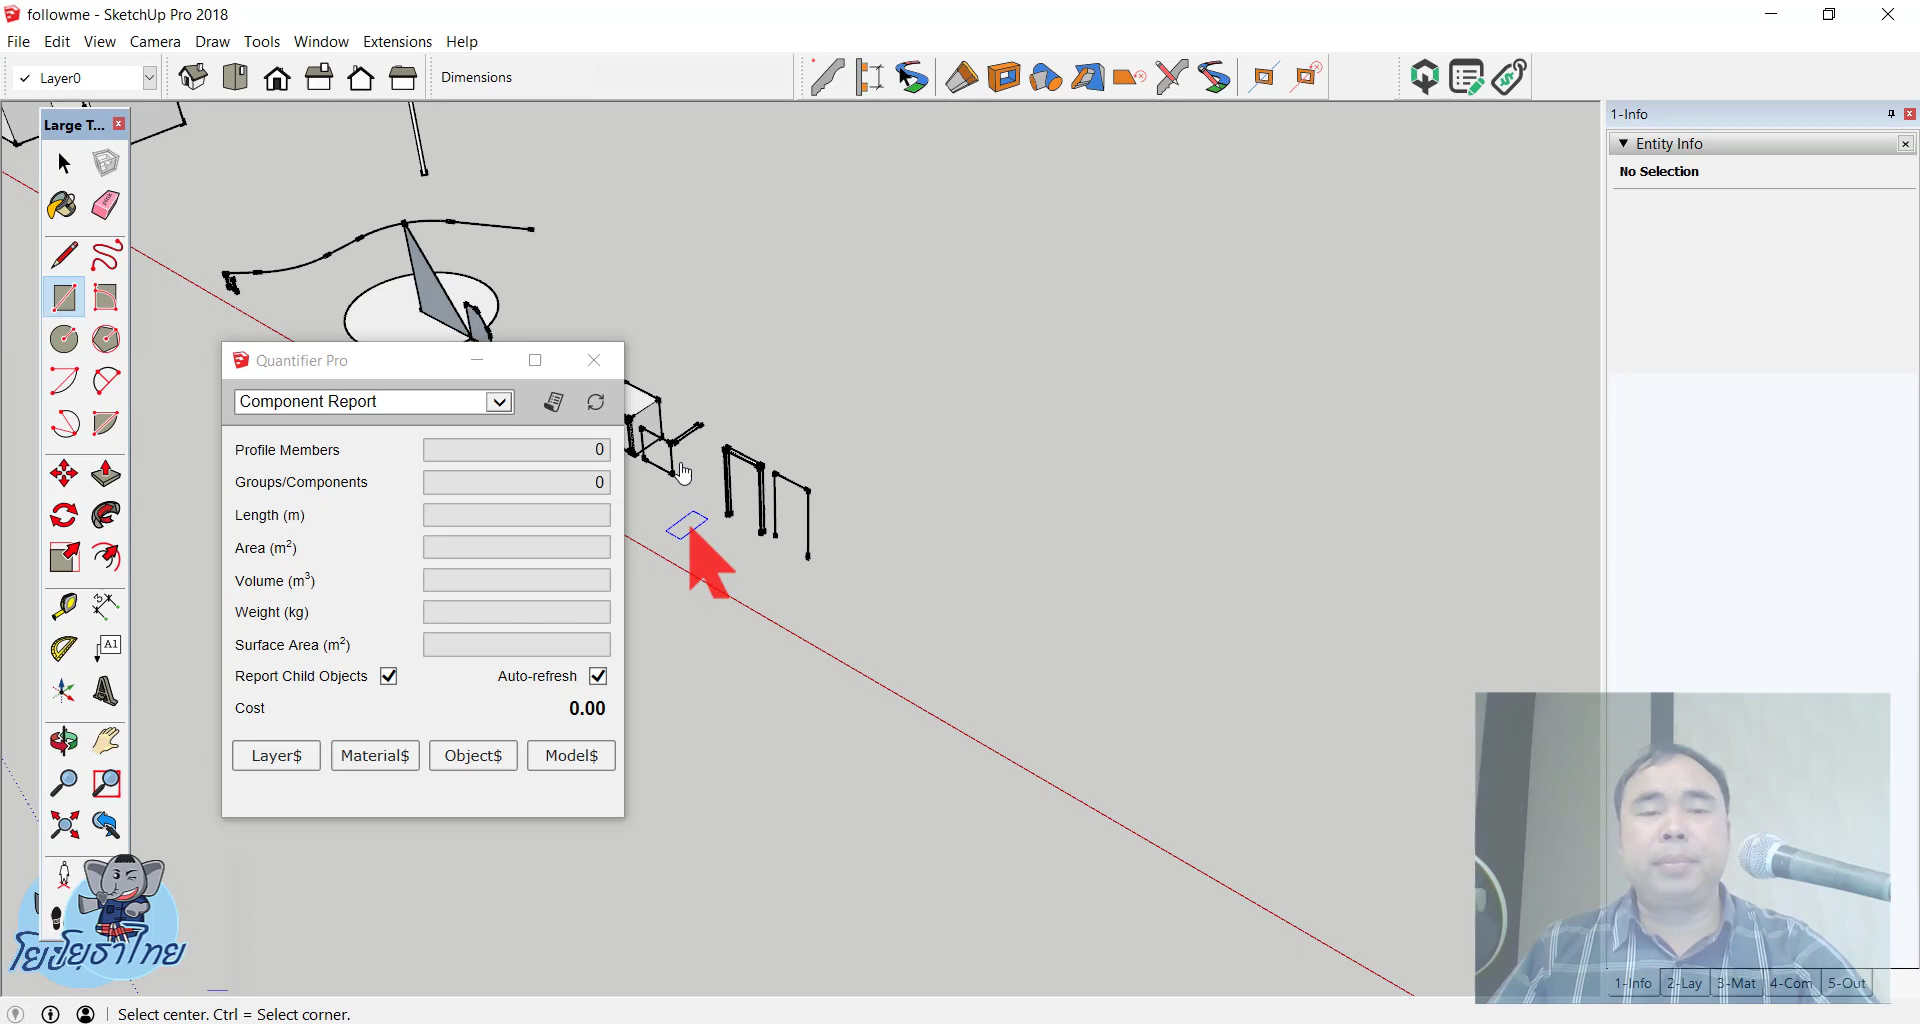 followme - SketchUp Pro 2018
File Edit View Camera Draw Tools Window Extensions Help
Layer0
Dimensions
1-Info
Large T...
Entity Info
No Selection
Quantifier Pro
Component Report
Profile Members 0
Groups/Components 0
Length (m)
Area (m²)
Volume (m³)
Weight (kg)
Surface Area (m²)
Report Child Objects Auto-refresh
Cost 0.00
Layer$ Material$ Object$ Model$
A1
1-Info 2-Lay 3-Mat 4-Com 5-Out
Select center. Ctrl = Select corner.